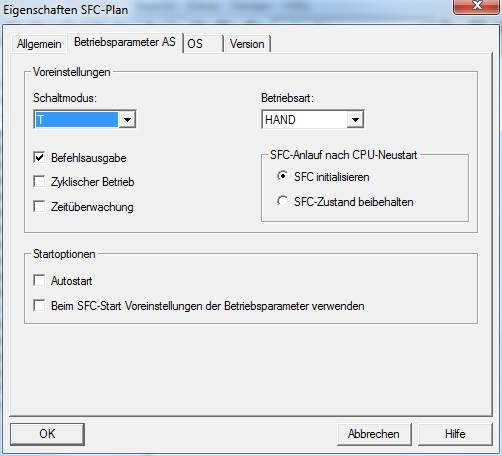 Eigenschaften SFC-Plan
Allgemein Betriebsparameter AS OS Version
Voreinstellungen
Schaltmodus: Betriebsart:
T HAND
Befehlsausgabe
Zyklischer Betrieb
Zeitüberwachung
SFC-Anlauf nach CPU-Neustart
SFC initialisieren
SFC-Zustand beibehalten
Startoptionen
Autostart
Beim SFC-Start Voreinstellungen der Betriebsparameter verwenden
OK Abbrechen Hilfe